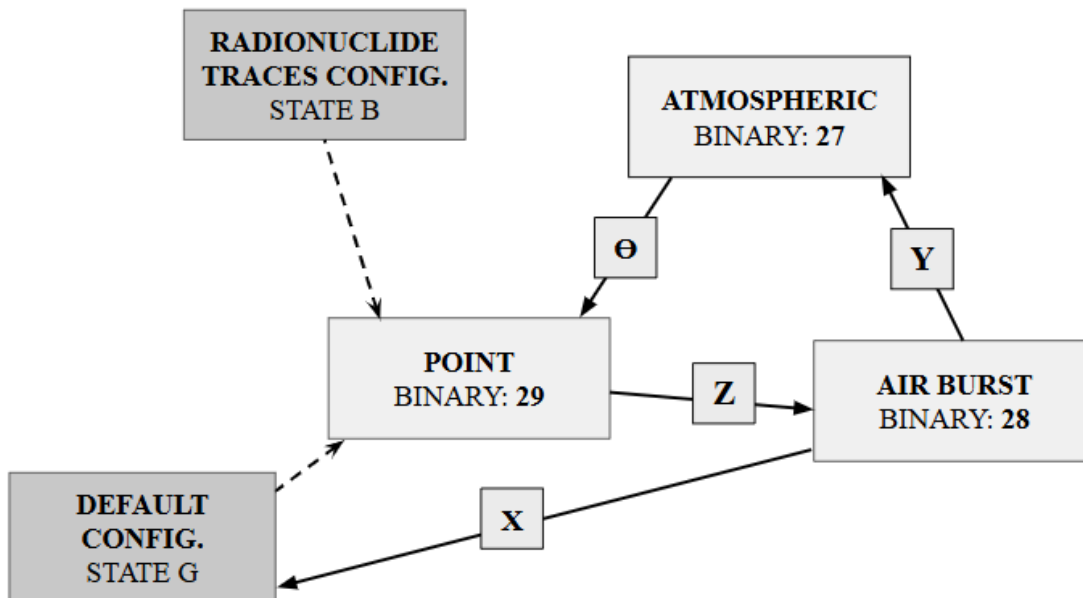 RADIONUCLIDE
TRACES CONFIG.
STATE B
ATMOSPHERIC
BINARY: 27
ϴ
Y
POINT
BINARY: 29
Z
AIR BURST
BINARY: 28
X
DEFAULT
CONFIG.
STATE G